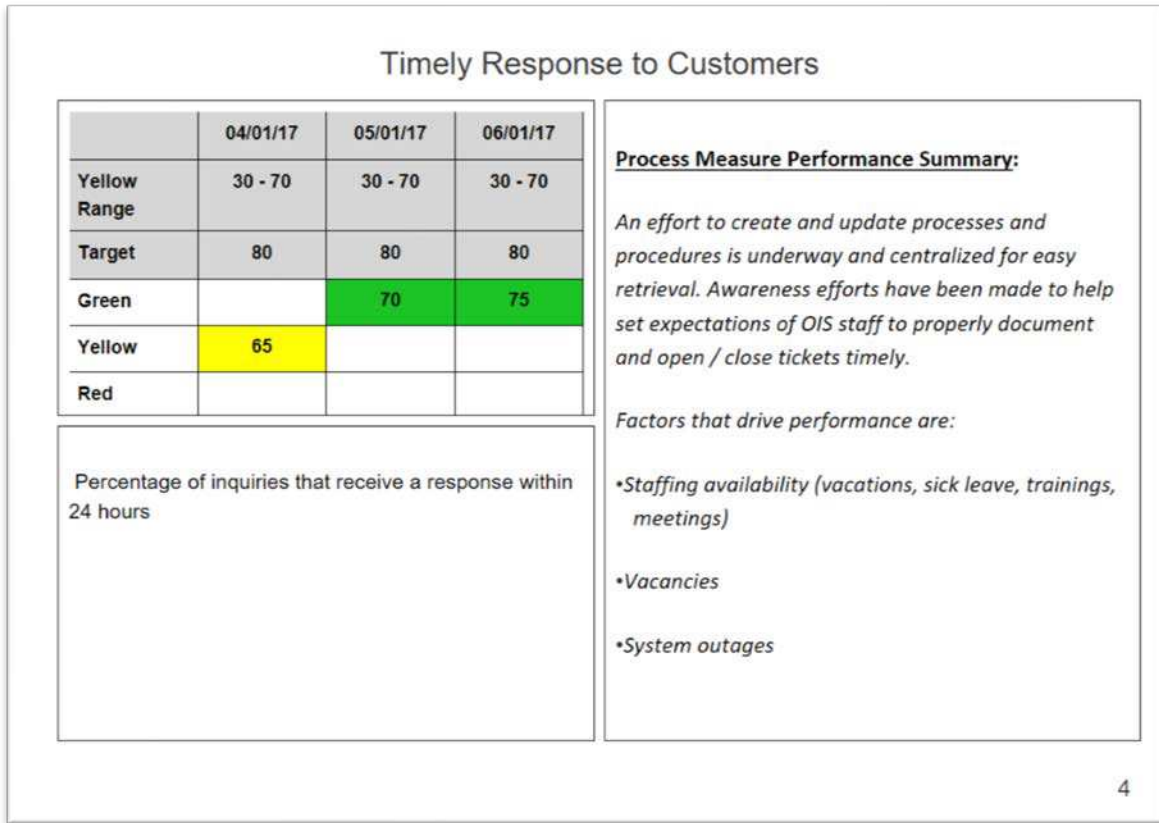 Timely Response to Customers
04/01/17 05/01/17 06/01/17
Yellow Range 30 - 70 30 - 70 30 - 70
Target 80 80 80
Green 70 75
Yellow 65
Red
Percentage of inquiries that receive a response within
24 hours
Process Measure Performance Summary:
An effort to create and update processes and
procedures is underway and centralized for easy
retrieval. Awareness efforts have been made to help
set expectations of OIS staff to properly document
and open / close tickets timely.
Factors that drive performance are:
•Staffing availability (vacations, sick leave, trainings,
meetings)
•Vacancies
•System outages
4